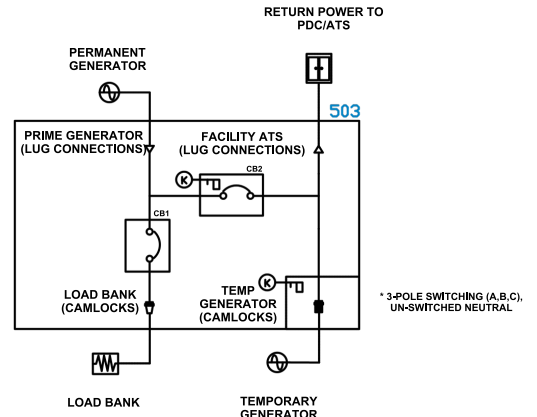 RETURN POWER TO
PDC/ATS
PERMANENT
GENERATOR
503
PRIME GENERATOR
(LUG CONNECTIONS)
FACILITY ATS
(LUG CONNECTIONS)
K
CB2
CB1
LOAD BANK
(CAMLOCKS)
K
TEMP
GENERATOR
(CAMLOCKS)
* 3-POLE SWITCHING (A,B,C),
UN-SWITCHED NEUTRAL
LOAD BANK
TEMPORARY
GENERATOR